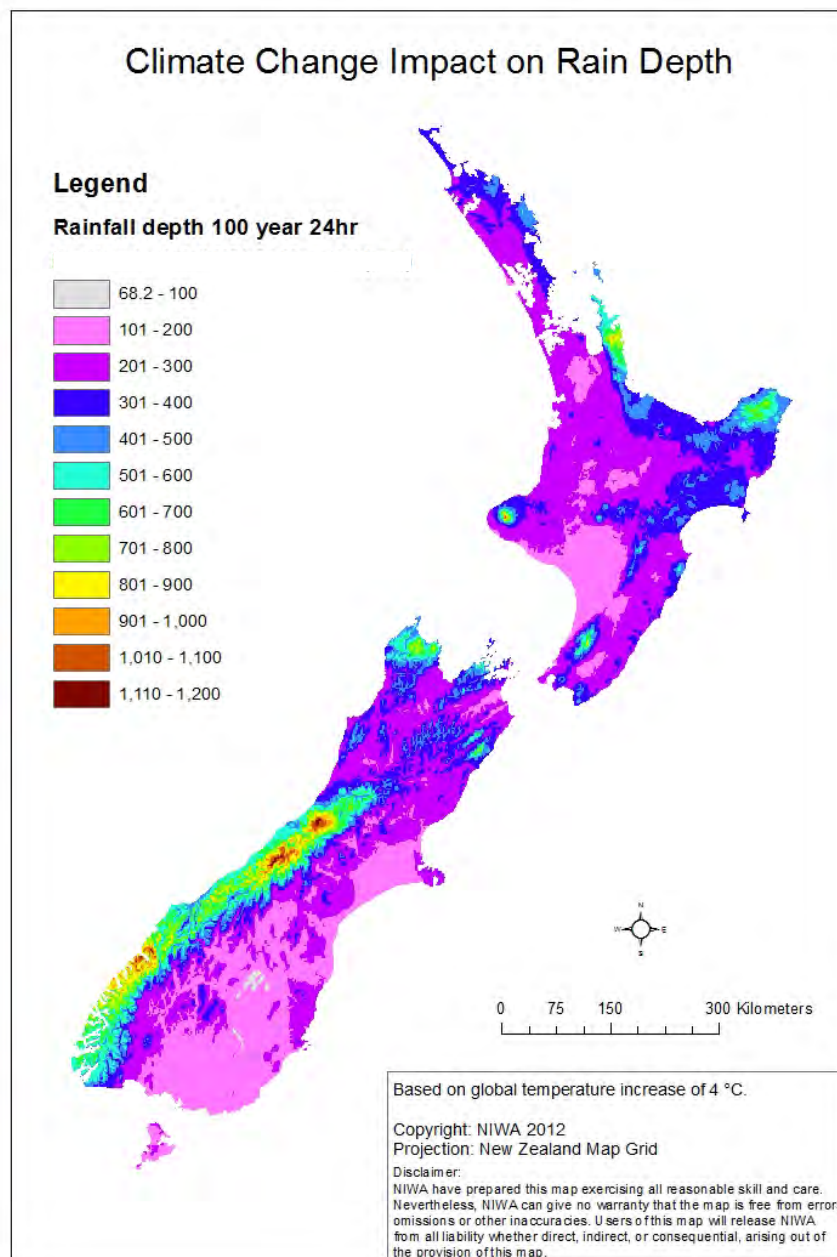 Climate Change Impact on Rain Depth
Legend
Rainfall depth 100 year 24hr
68.2 - 100
101 - 200
201 - 300
301 - 400
401 - 500
501 - 600
601 - 700
701 - 800
801 - 900
901 - 1,000
1,010 - 1,100
1,110 - 1,200
N
W E
S
0 75 150 300 Kilometers
Based on global temperature increase of 4 °C.
Copyright: NIWA 2012
Projection: New Zealand Map Grid
Disclaimer:
NIWA have prepared this map exercising all reasonable skill and care.
Nevertheless, NIWA can give no warranty that the map is free from error
omissions or other inaccuracies. Users of this map will release NIWA
from all liability whether direct, indirect, or consequential, arising out of
the provision of this map.